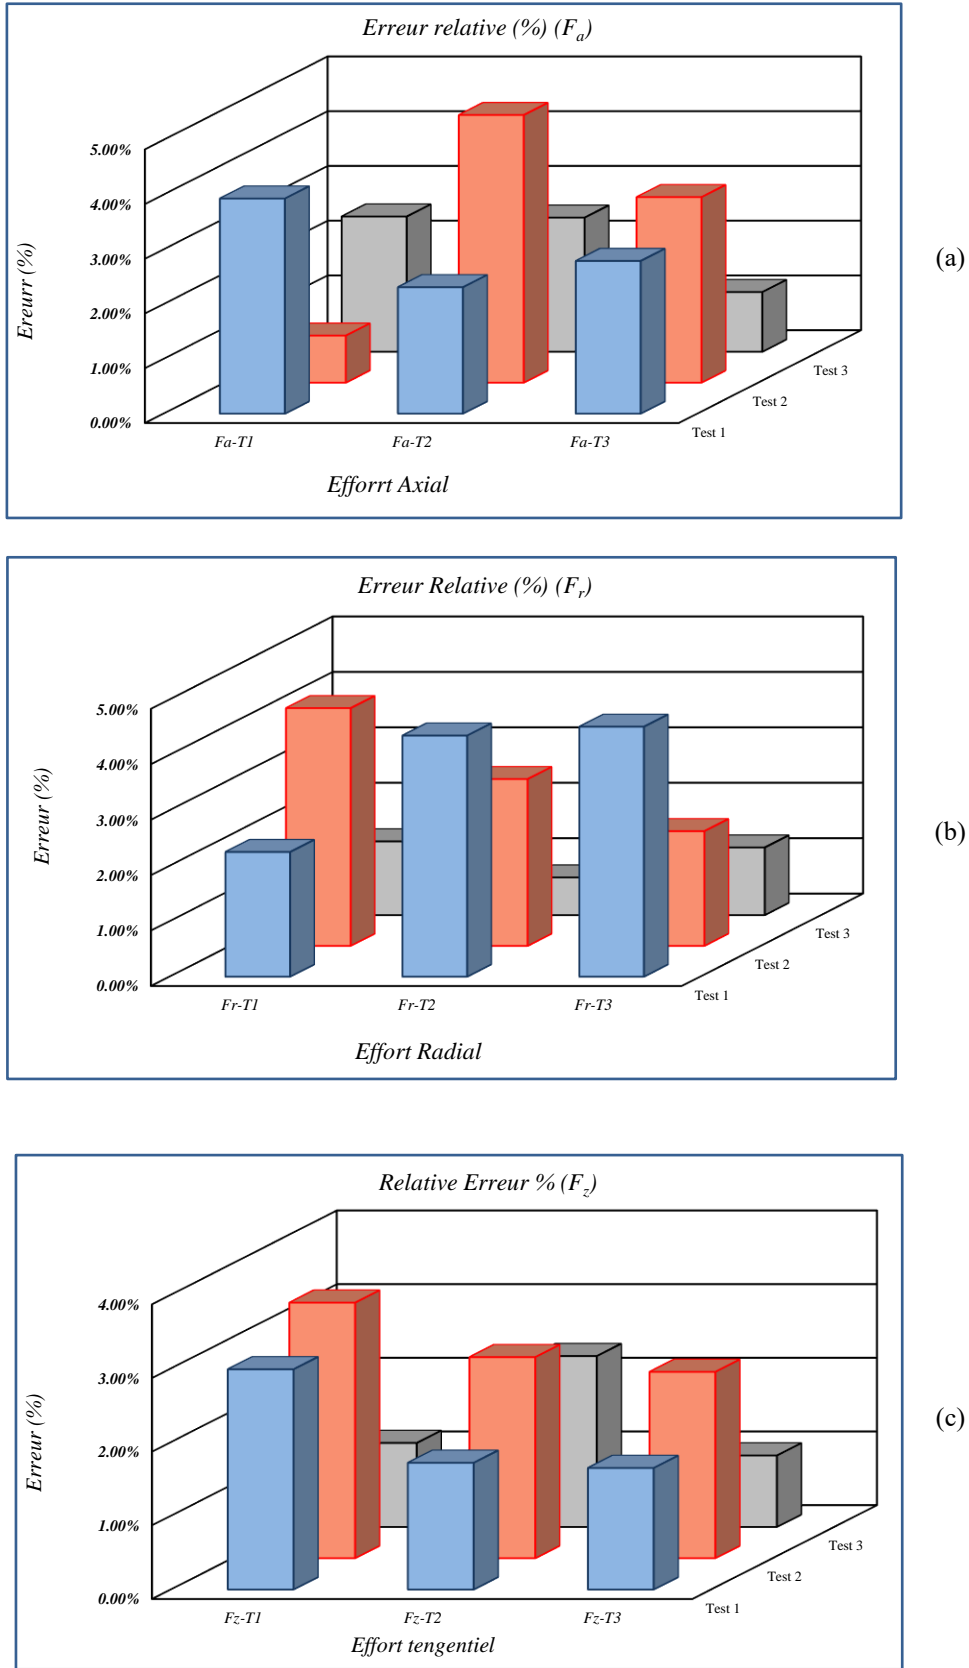 Erreur relative (%) (Fa)
5.00%
4.00%
3.00%
2.00%
1.00%
0.00%
Ereurr (%)
Fa-T1 Fa-T2 Fa-T3
Test 1
Test 2
Test 3
Efforrt Axial
(a)
Erreur Relative (%) (Fr)
5.00%
4.00%
3.00%
2.00%
1.00%
0.00%
Erreur (%)
Fr-T1 Fr-T2 Fr-T3
Test 1
Test 2
Test 3
Effort Radial
(b)
Relative Erreur % (Fz)
4.00%
3.00%
2.00%
1.00%
0.00%
Erreur (%)
Fz-T1 Fz-T2 Fz-T3
Test 1
Test 2
Test 3
Effort tengentiel
(c)